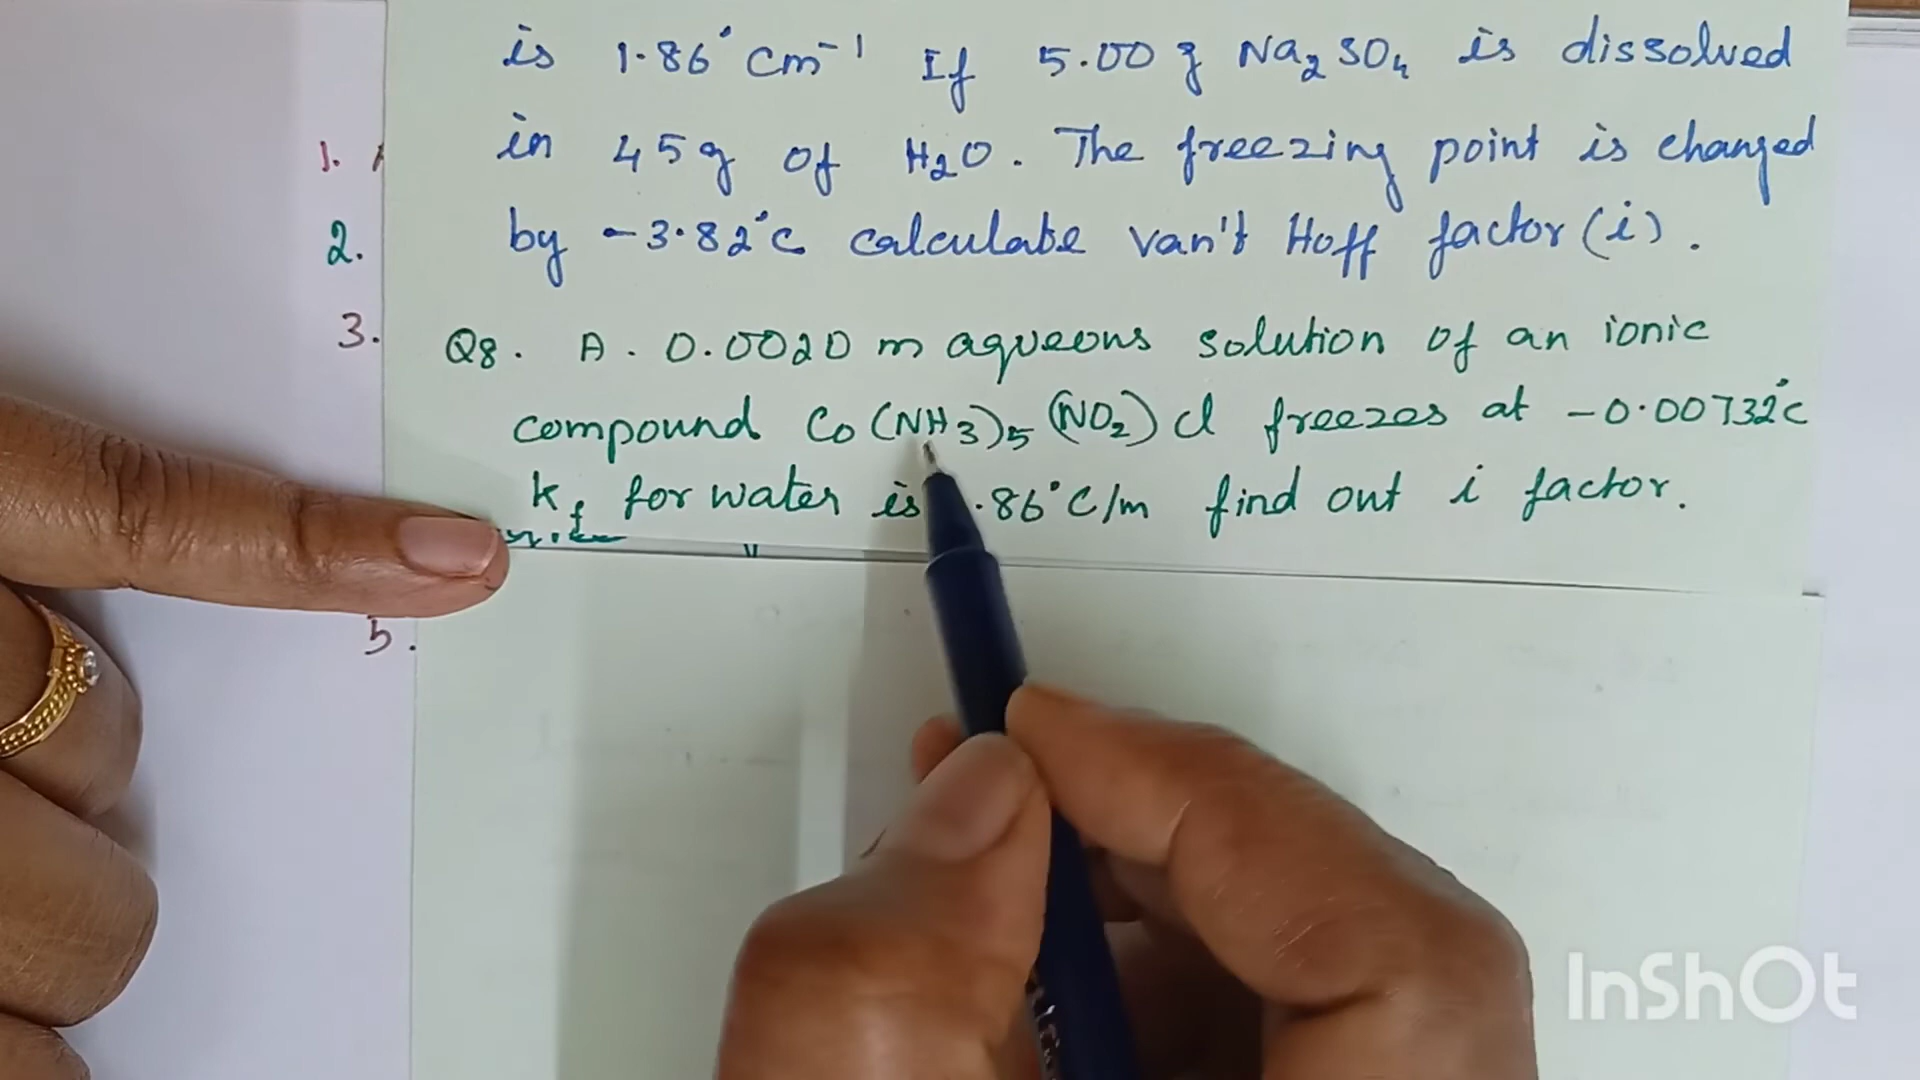 is 1.86°Cm⁻¹ If 5.00 g Na₂SO₄ is dissolved
in 45g of H₂O. The freezing point is changed
by -3.82°C calculate van't Hoff factor (i).
Q8. A. 0.0020 m aqueous solution of an ionic
compound Co(NH₃)₅(NO₂)Cl freezes at -0.00732°C
kf for water is .86°C/m find out i factor.
1.
2.
3.
5.
InShOt